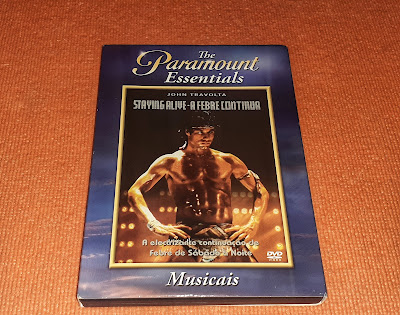 The
Paramount
Essentials
JOHN TRAVOLTA
STAYING ALIVE - A FEBRE CONTINUA
A electrizante continuação de
Febre de Sábado à Noite
DVD
Musicais